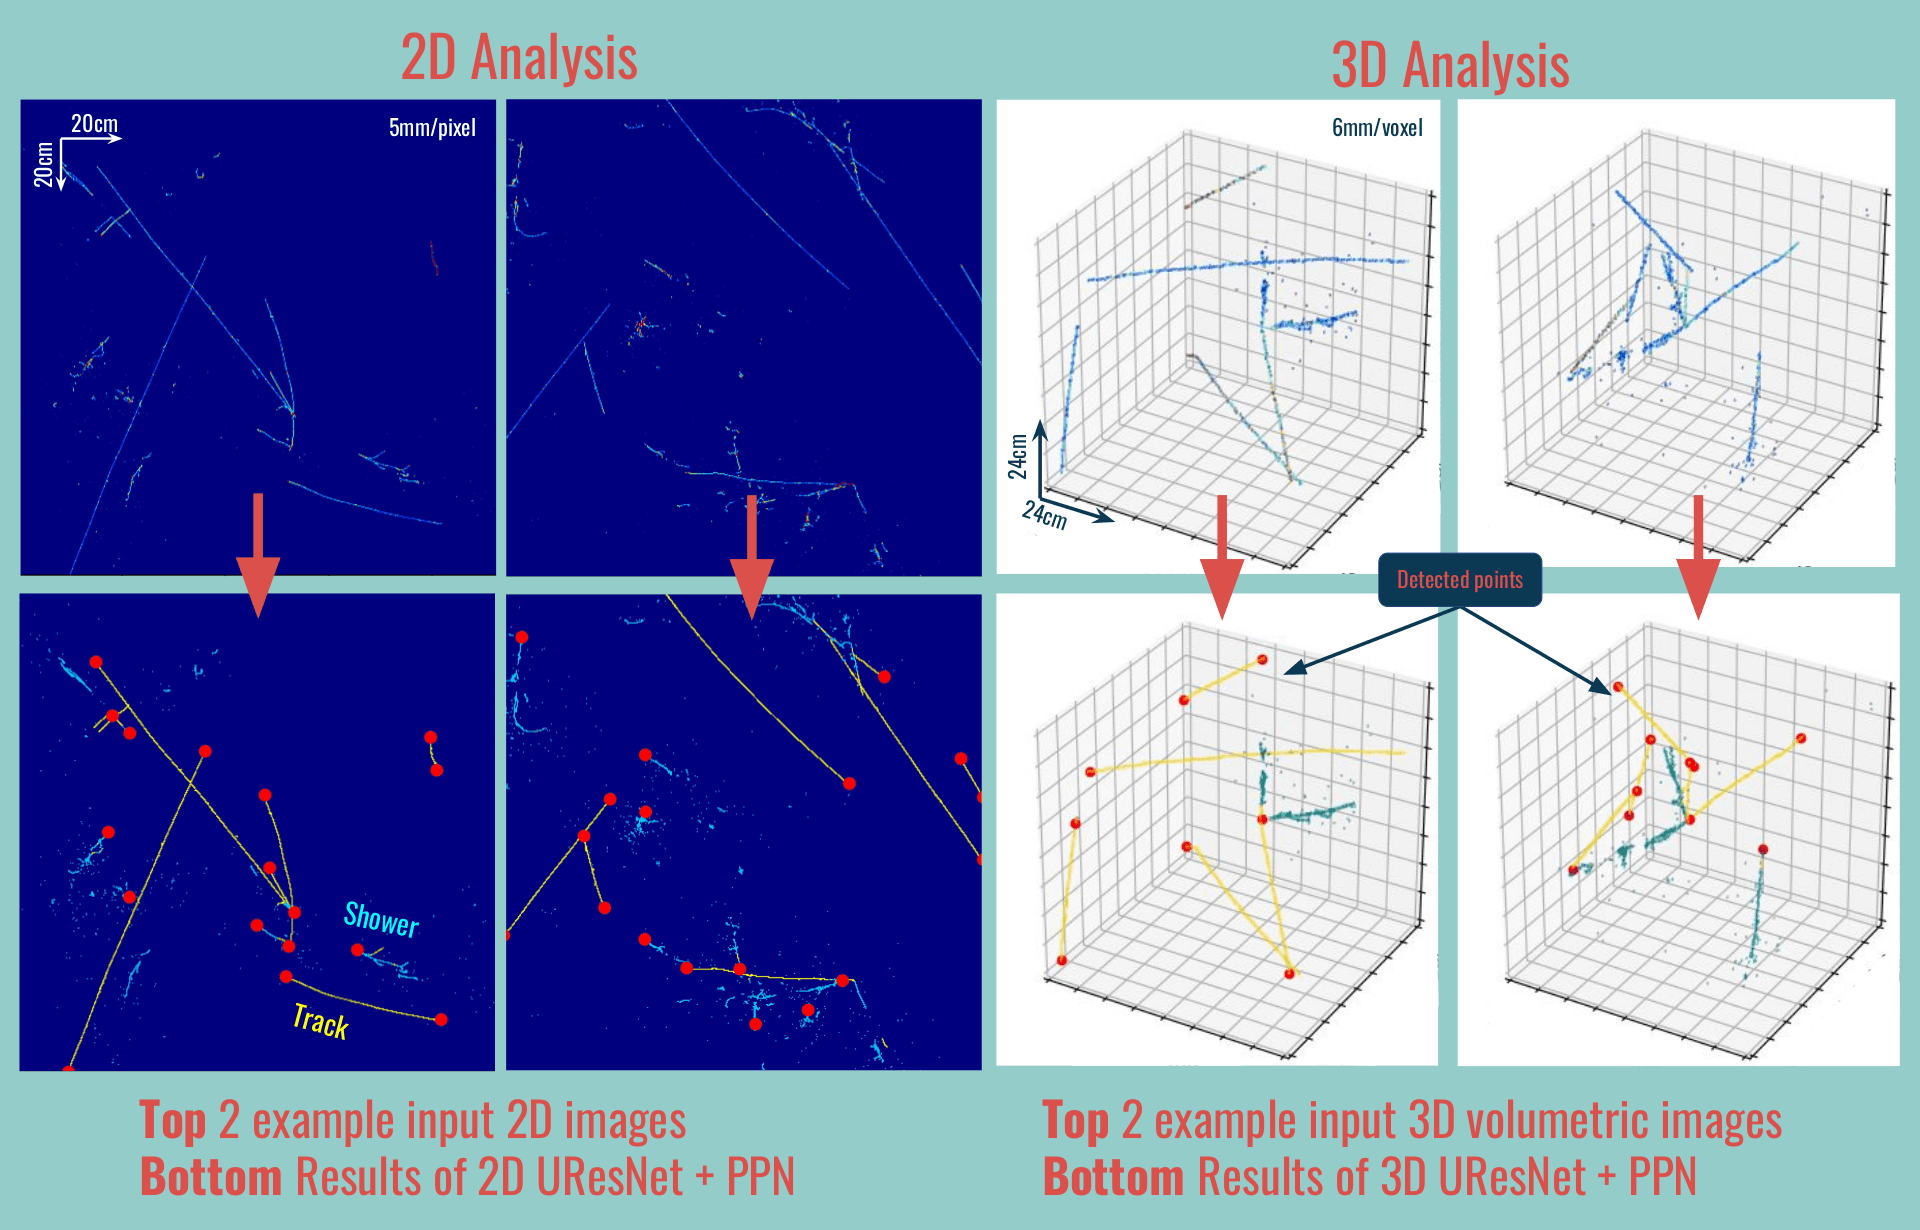 2D Analysis
3D Analysis
20cm
20cm
5mm/pixel
6mm/voxel
24cm
24cm
Detected points
Shower
Track
Top 2 example input 2D images
Bottom Results of 2D UResNet + PPN
Top 2 example input 3D volumetric images
Bottom Results of 3D UResNet + PPN